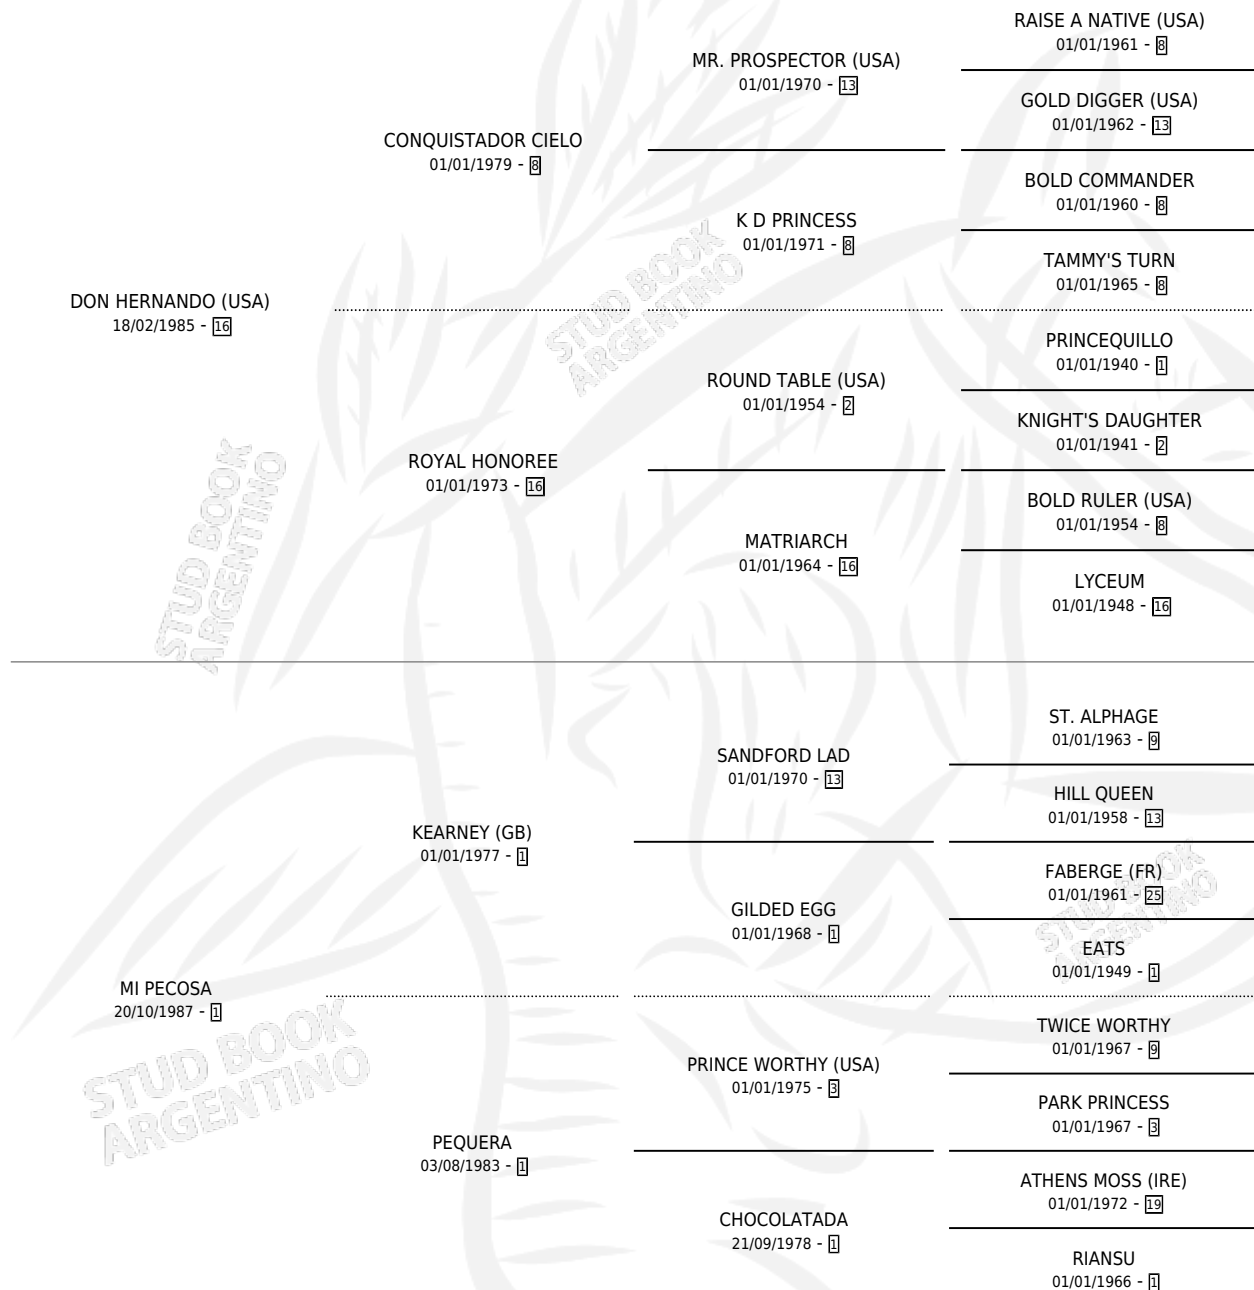 RAISE A NATIVE (USA)
01/01/1961 - 8
MR. PROSPECTOR (USA)
01/01/1970 - 13
GOLD DIGGER (USA)
01/01/1962 - 13
CONQUISTADOR CIELO
01/01/1979 - 8
BOLD COMMANDER
01/01/1960 - 8
K D PRINCESS
01/01/1971 - 8
TAMMY'S TURN
01/01/1965 - 8
DON HERNANDO (USA)
18/02/1985 - 16
PRINCEQUILLO
01/01/1940 - 1
ROUND TABLE (USA)
01/01/1954 - 2
KNIGHT'S DAUGHTER
01/01/1941 - 2
ROYAL HONOREE
01/01/1973 - 16
BOLD RULER (USA)
01/01/1954 - 8
MATRIARCH
01/01/1964 - 16
LYCEUM
01/01/1948 - 16
ST. ALPHAGE
01/01/1963 - 9
SANDFORD LAD
01/01/1970 - 13
HILL QUEEN
01/01/1958 - 13
KEARNEY (GB)
01/01/1977 - 1
FABERGE (FR)
01/01/1961 - 25
GILDED EGG
01/01/1968 - 1
EATS
01/01/1949 - 1
MI PECOSA
20/10/1987 - 1
TWICE WORTHY
01/01/1967 - 9
PRINCE WORTHY (USA)
01/01/1975 - 3
PARK PRINCESS
01/01/1967 - 3
PEQUERA
03/08/1983 - 1
ATHENS MOSS (IRE)
01/01/1972 - 19
CHOCOLATADA
21/09/1978 - 1
RIANSU
01/01/1966 - 1
STUD BOOK
ARGENTINO
STUD BOOK
ARGENTINO
STUD BOOK
ARGENTINO
STUD BOOK
ARGENTINO